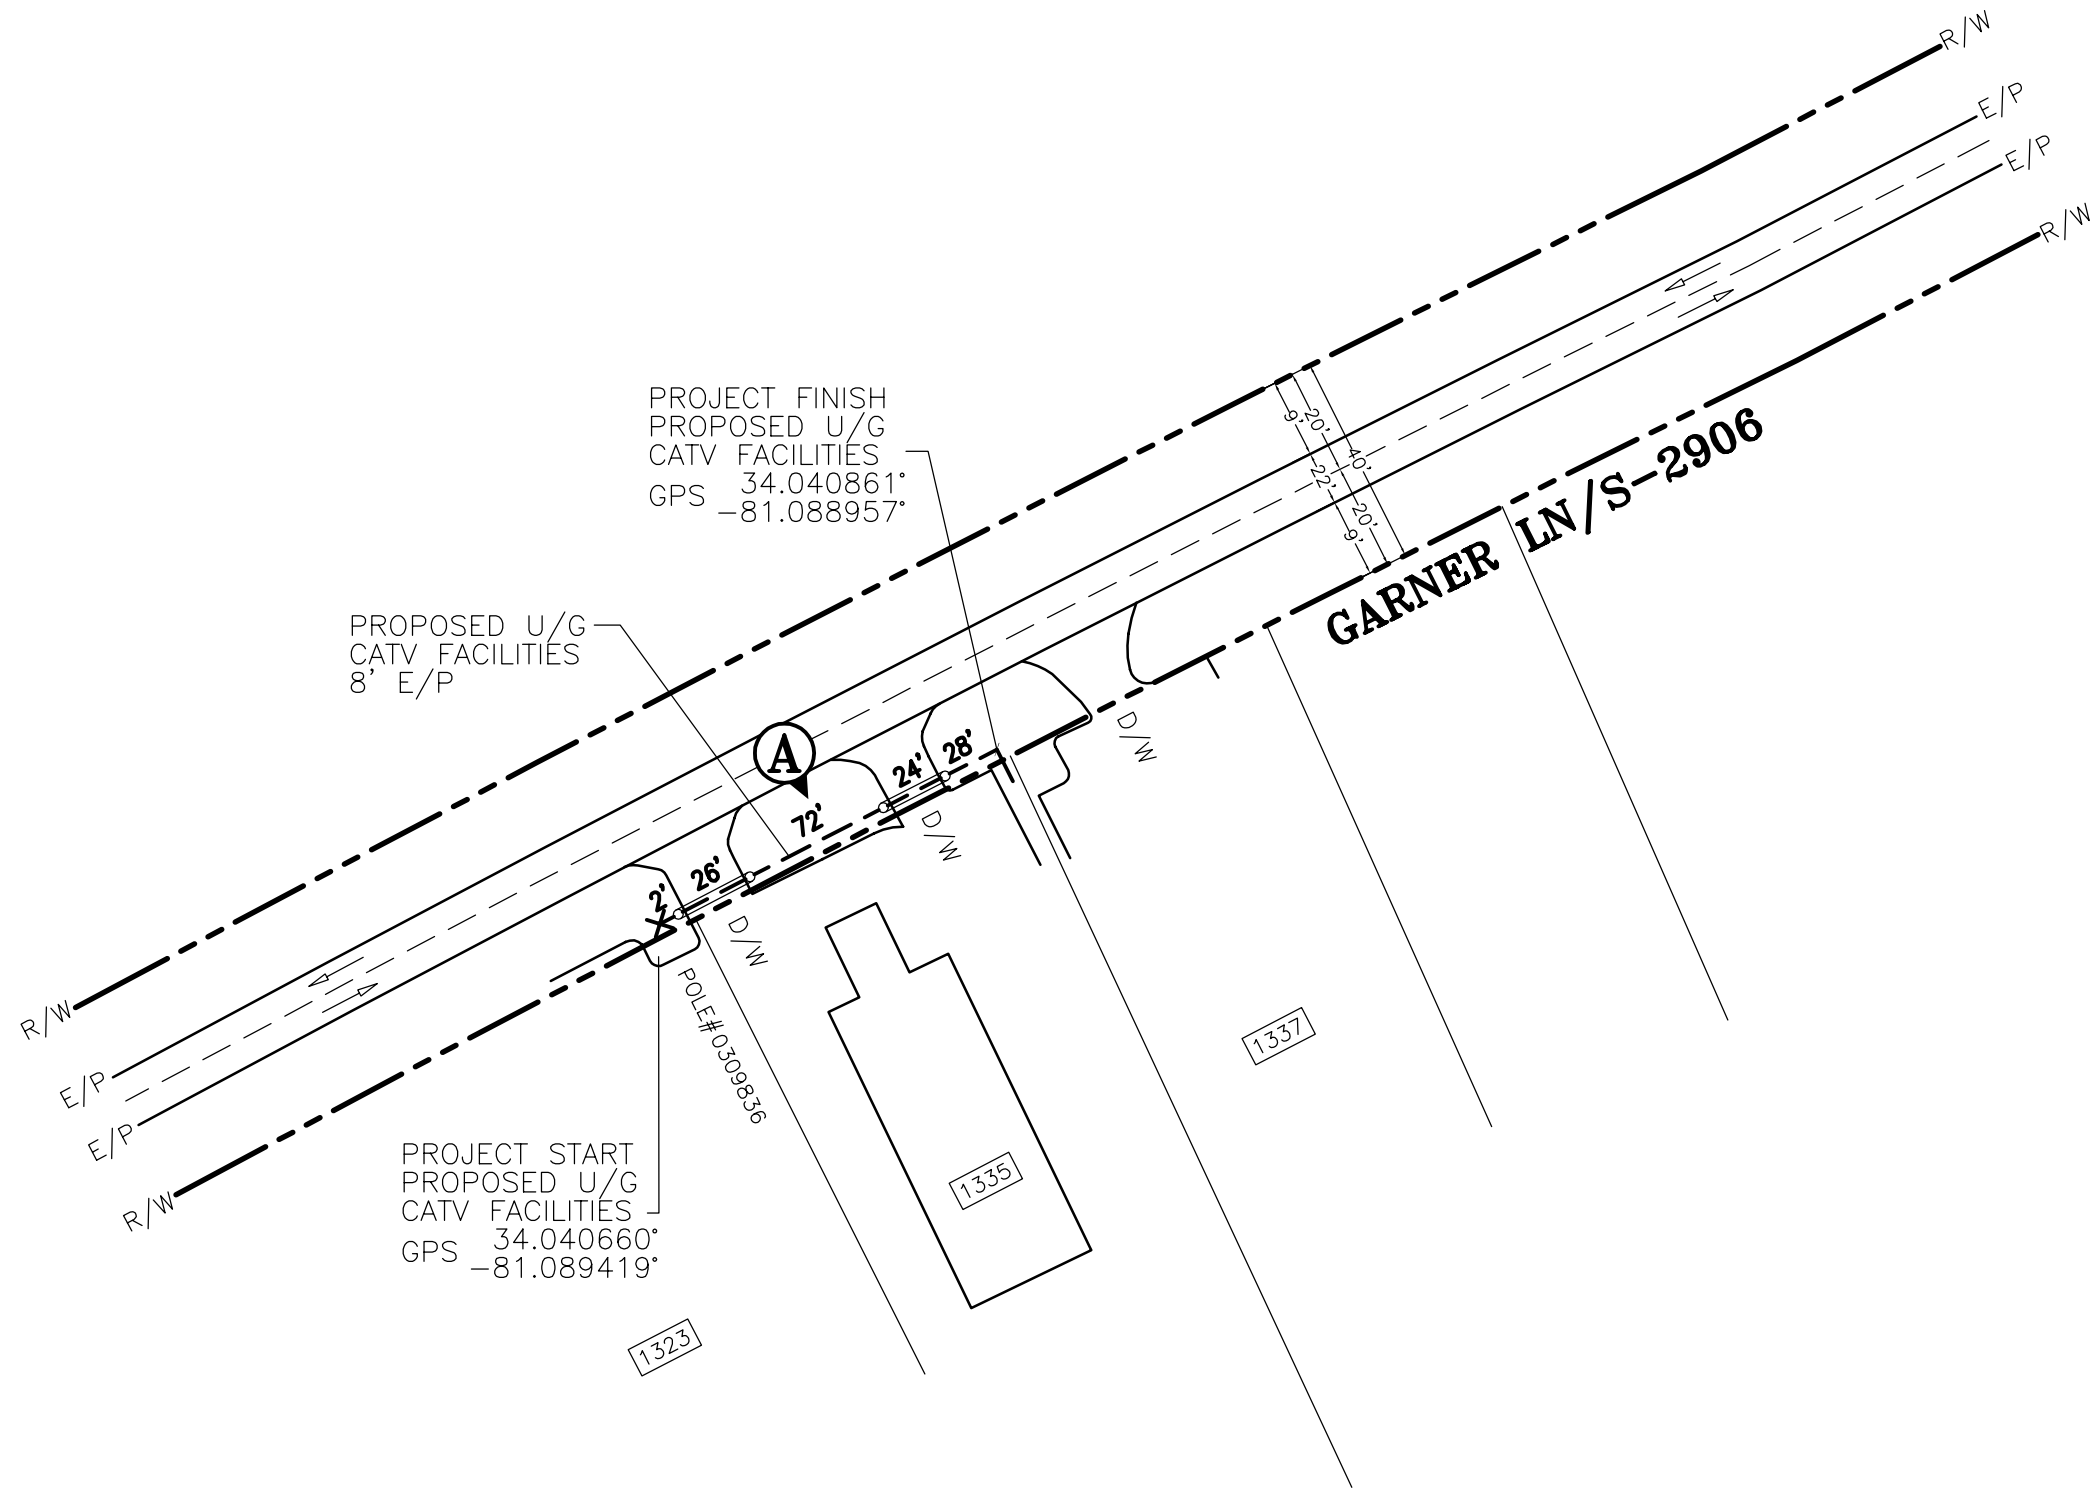 R/W
E/P
E/P
R/W
PROJECT FINISH
PROPOSED U/G
CATV FACILITIES
GPS 34.040861°
-81.088957°
9'
20'
40'
22'
20'
9'
GARNER LN/S-2906
PROPOSED U/G
CATV FACILITIES
8' E/P
A
28'
24'
72'
26'
2'
D/W
D/W
D/W
POLE#0309836
R/W
E/P
E/P
R/W
1337
PROJECT START
PROPOSED U/G
CATV FACILITIES
GPS 34.040660°
-81.089419°
1335
1323